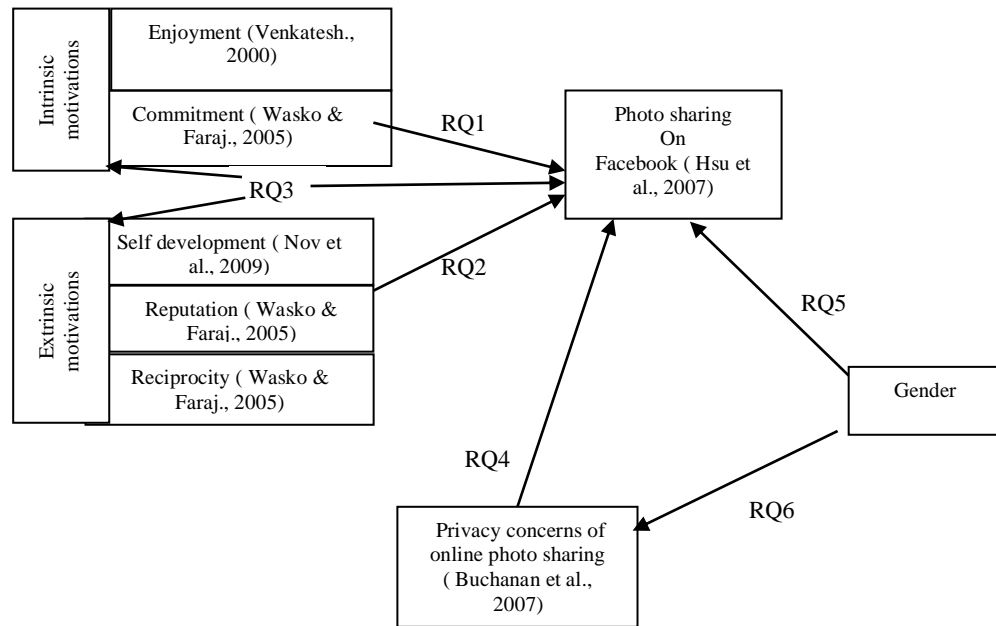 Intrinsic
motivations
Enjoyment (Venkatesh.,
2000)
Commitment ( Wasko &
Faraj., 2005)
RQ1
Photo sharing
On
Facebook ( Hsu et
al., 2007)
RQ3
Extrinsic
motivations
Self development ( Nov
et al., 2009)
Reputation ( Wasko &
Faraj., 2005)
Reciprocity ( Wasko &
Faraj., 2005)
RQ2
RQ5
Gender
RQ4
RQ6
Privacy concerns of
online photo sharing
( Buchanan et al.,
2007)